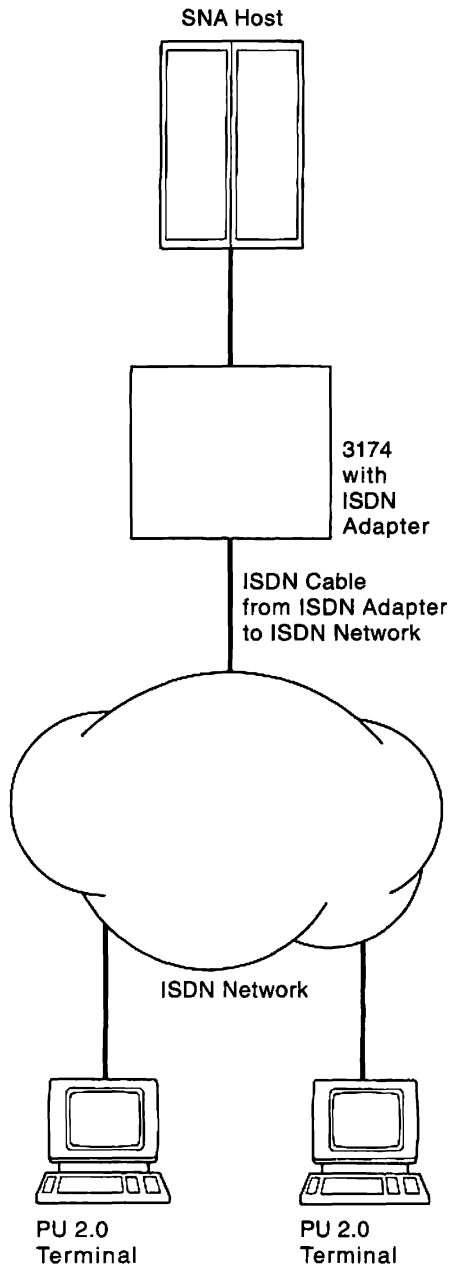 SNA Host
3174
with
ISDN
Adapter
ISDN Cable
from ISDN Adapter
to ISDN Network
ISDN Network
PU 2.0
Terminal
PU 2.0
Terminal